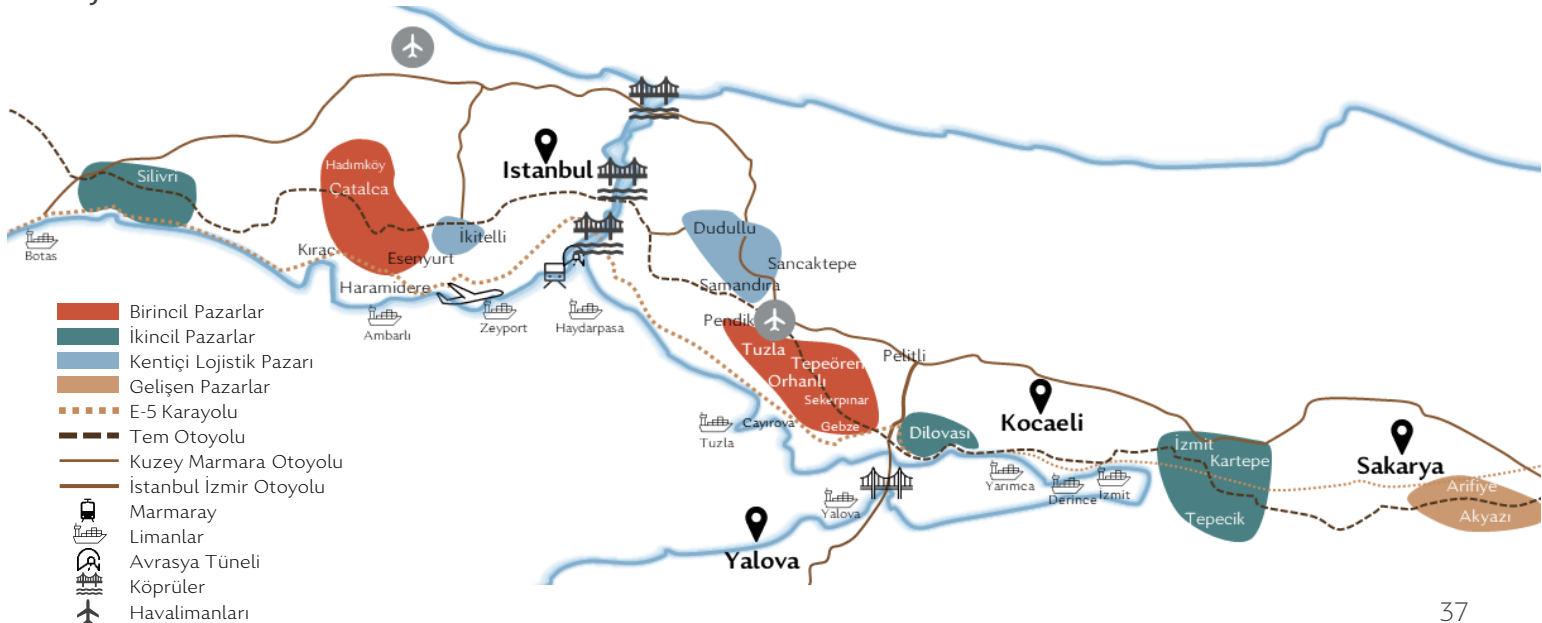 Hadımköy
Çatalca
Silivri
Istanbul
İkitelli
Kıraç
Esenyurt
Haramidere
Botas
Ambarlı
Zeyport
Haydarpasa
Dudullu
Sancaktepe
Samandıra
Pendik
Tuzla
Tepeören
Orhanlı
Sekerpınar
Gebze
Pelitli
Cayırova
Tuzla
Dilovası
Kocaeli
Yarımca
Derince
İzmit
Yalova
Yalova
İzmit
Kartepe
Tepecik
Sakarya
Arifiye
Akyazı
Birincil Pazarlar
İkincil Pazarlar
Kentiçi Lojistik Pazarı
Gelişen Pazarlar
E-5 Karayolu
Tem Otoyolu
Kuzey Marmara Otoyolu
İstanbul İzmir Otoyolu
Marmaray
Limanlar
Avrasya Tüneli
Köprüler
Havalimanları
37